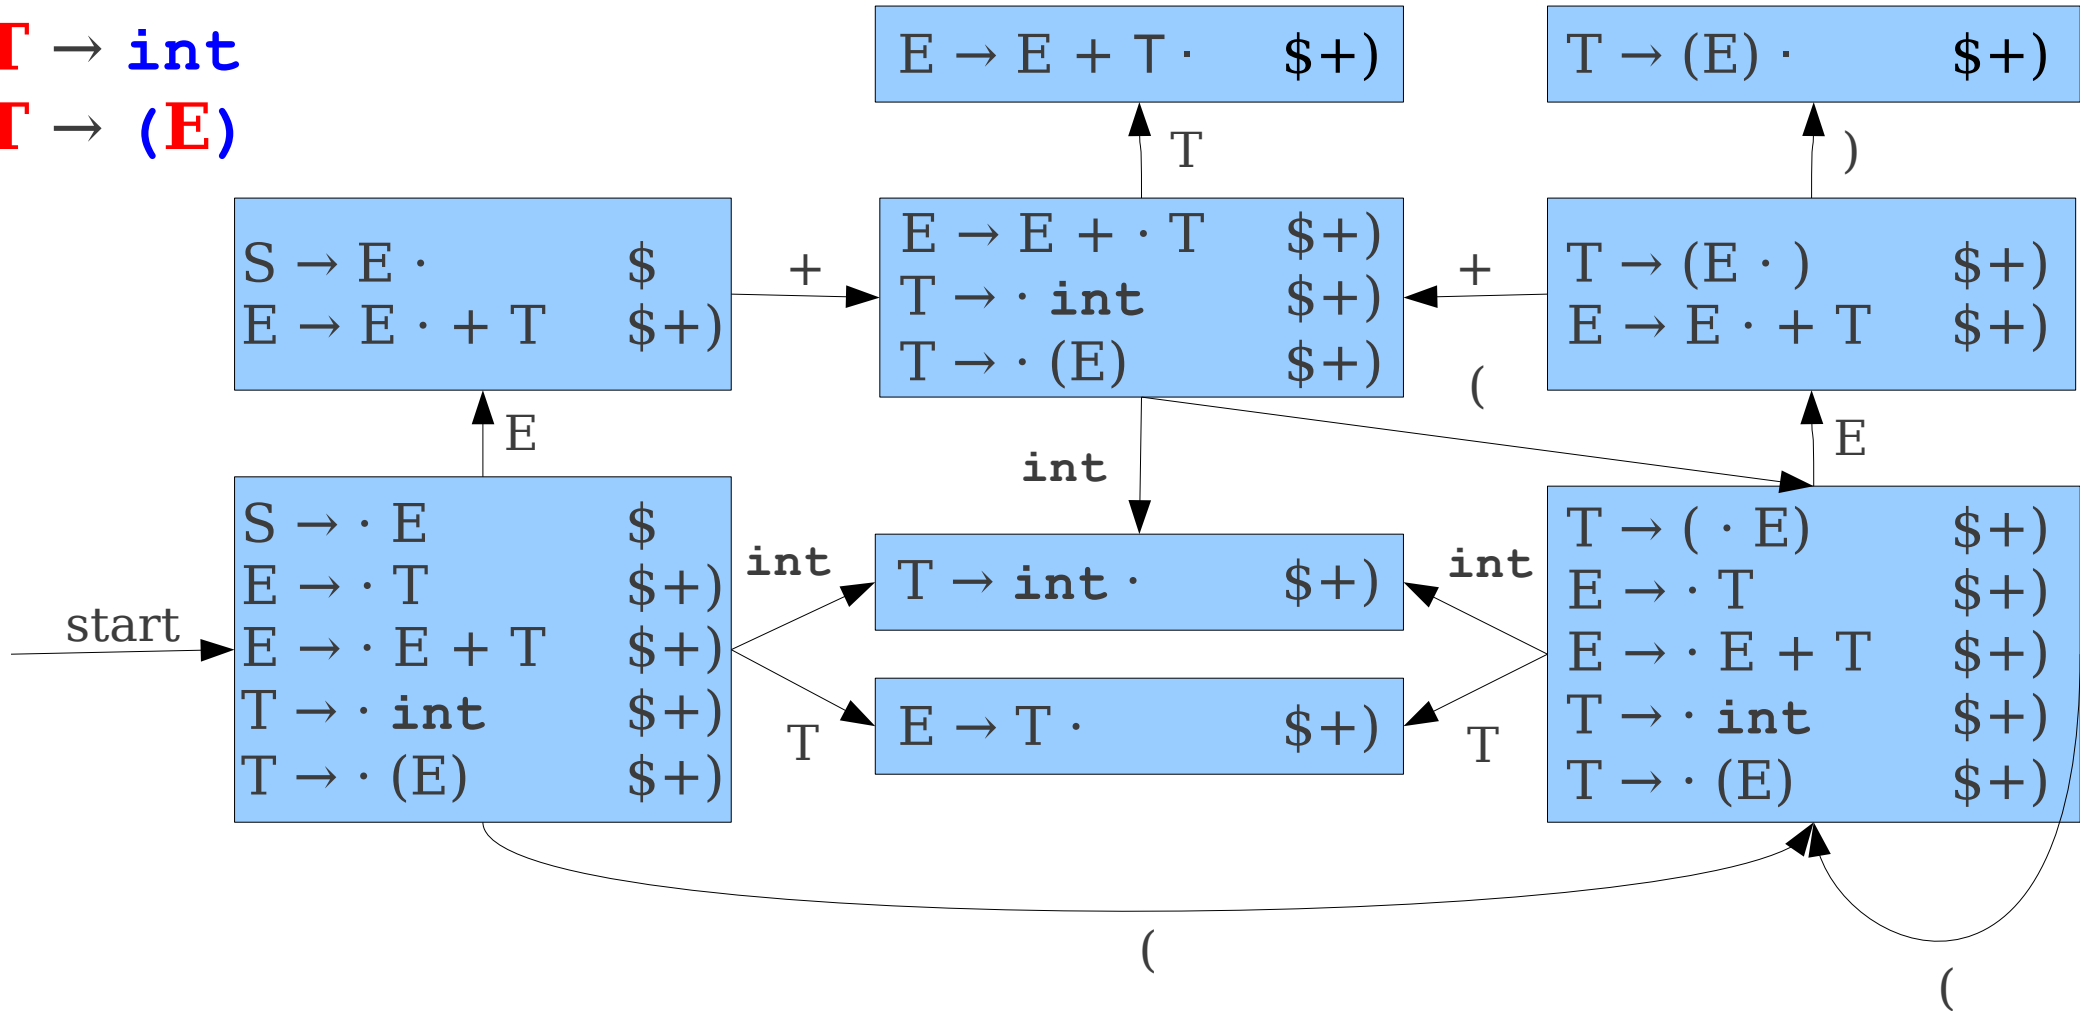 T → int
T → (E)
E → E + T · $+)
T → (E) · $+)
T
)
S → E · $
E → E · + T $+)
+
E → E + · T $+)
T → · int $+)
T → · (E) $+)
+
T → (E · ) $+)
E → E · + T $+)
(
E
int
E
start
S → · E $
E → · T $+)
E → · E + T $+)
T → · int $+)
T → · (E) $+)
int
T
T → int · $+)
E → T · $+)
int
T
T → ( · E) $+)
E → · T $+)
E → · E + T $+)
T → · int $+)
T → · (E) $+)
(
(